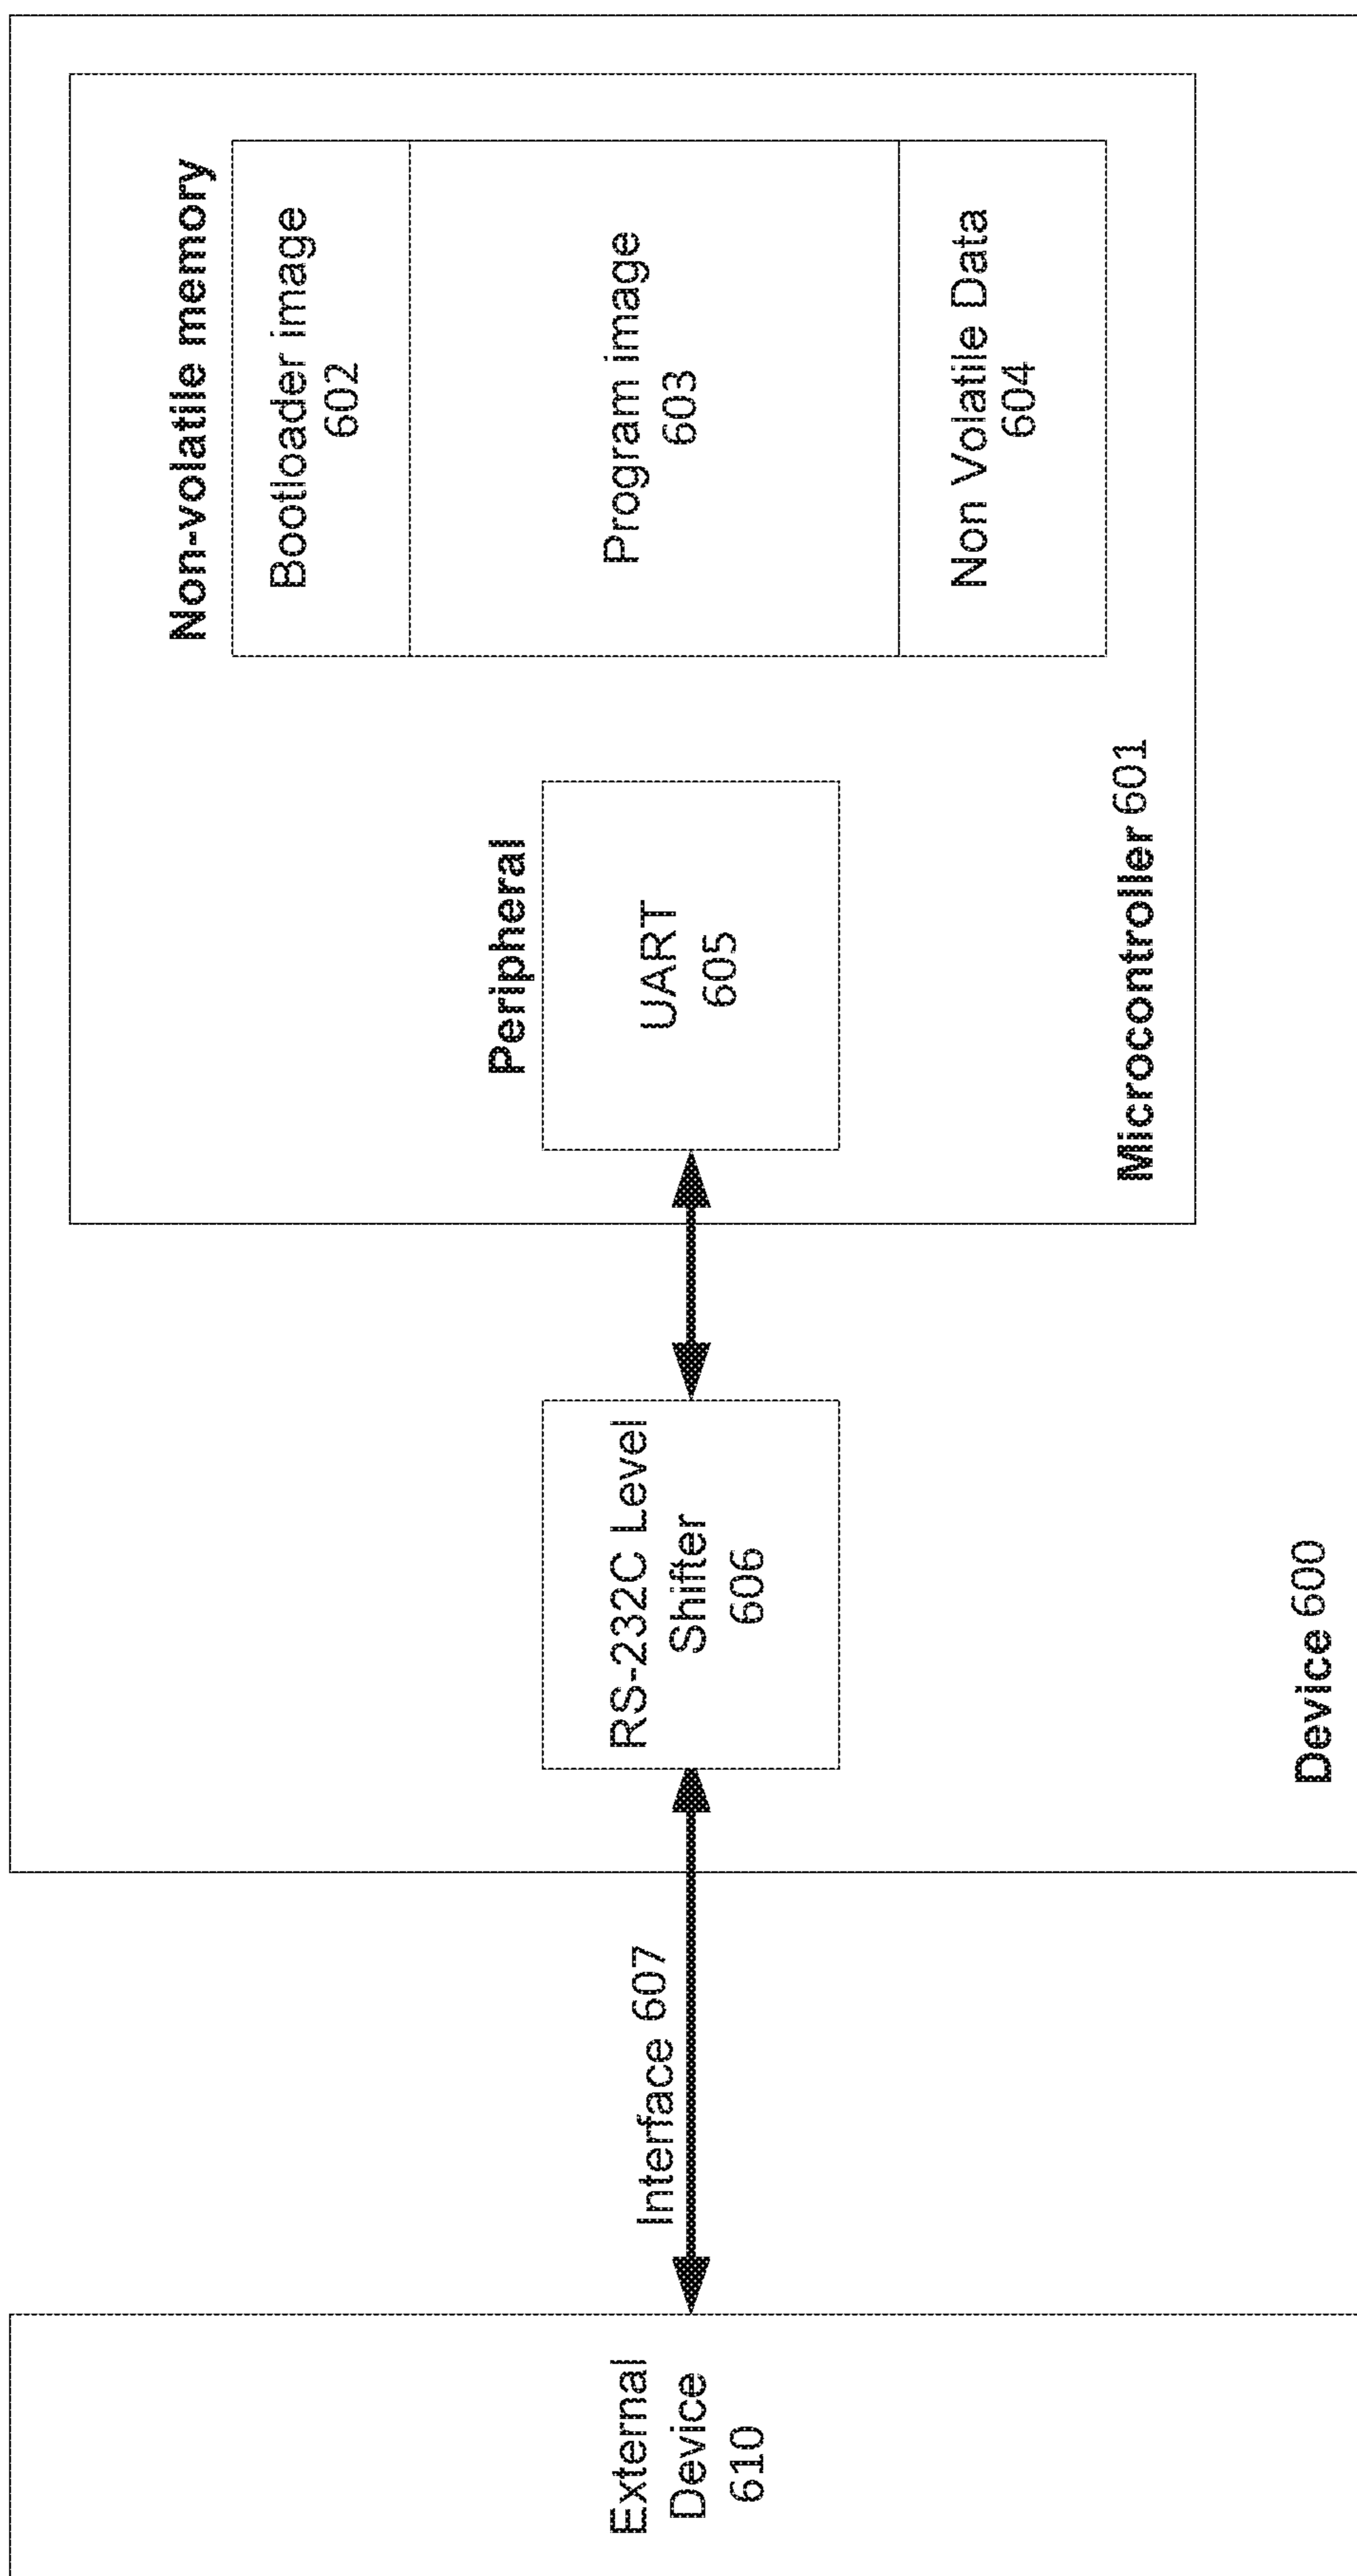 External
Device
610
Interface 607
RS-232C Level
Shifter
606
Device 600
Peripheral
UART
605
Microcontroller 601
Non-volatile memory
Bootloader image
602
Program image
603
Non Volatile Data
604